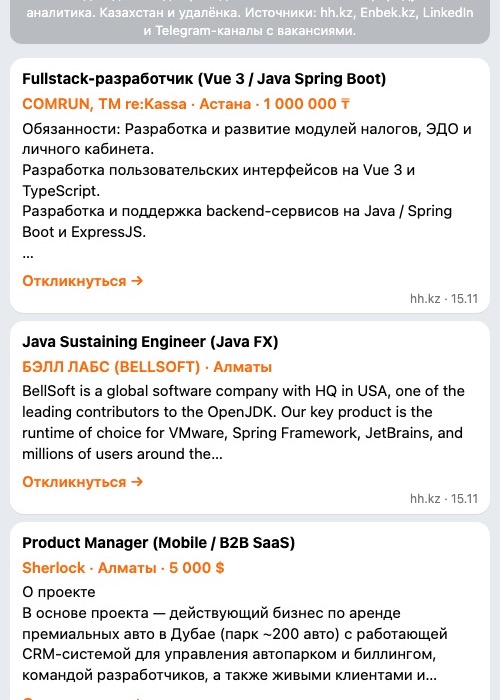 аналитика. Казахстан и удалёнка. Источники: hh.kz, Enbek.kz, LinkedIn
и Telegram-каналы с вакансиями.
Fullstack-разработчик (Vue 3 / Java Spring Boot)
COMRUN, ТМ re:Kassa · Астана · 1 000 000 ₸
Обязанности: Разработка и развитие модулей налогов, ЭДО и
личного кабинета.
Разработка пользовательских интерфейсов на Vue 3 и
TypeScript.
Разработка и поддержка backend-сервисов на Java / Spring
Boot и ExpressJS.
...
Откликнуться →
hh.kz · 15.11
Java Sustaining Engineer (Java FX)
БЭЛЛ ЛАБС (BELLSOFT) · Алматы
BellSoft is a global software company with HQ in USA, one of the
leading contributors to the OpenJDK. Our key product is the
runtime of choice for VMware, Spring Framework, JetBrains, and
millions of users around the...
Откликнуться →
hh.kz · 15.11
Product Manager (Mobile / B2B SaaS)
Sherlock · Алматы · 5 000 $
О проекте
В основе проекта — действующий бизнес по аренде
премиальных авто в Дубае (парк ~200 авто) с работающей
CRM-системой для управления автопарком и биллингом,
командой разработчиков, а также живыми клиентами и...